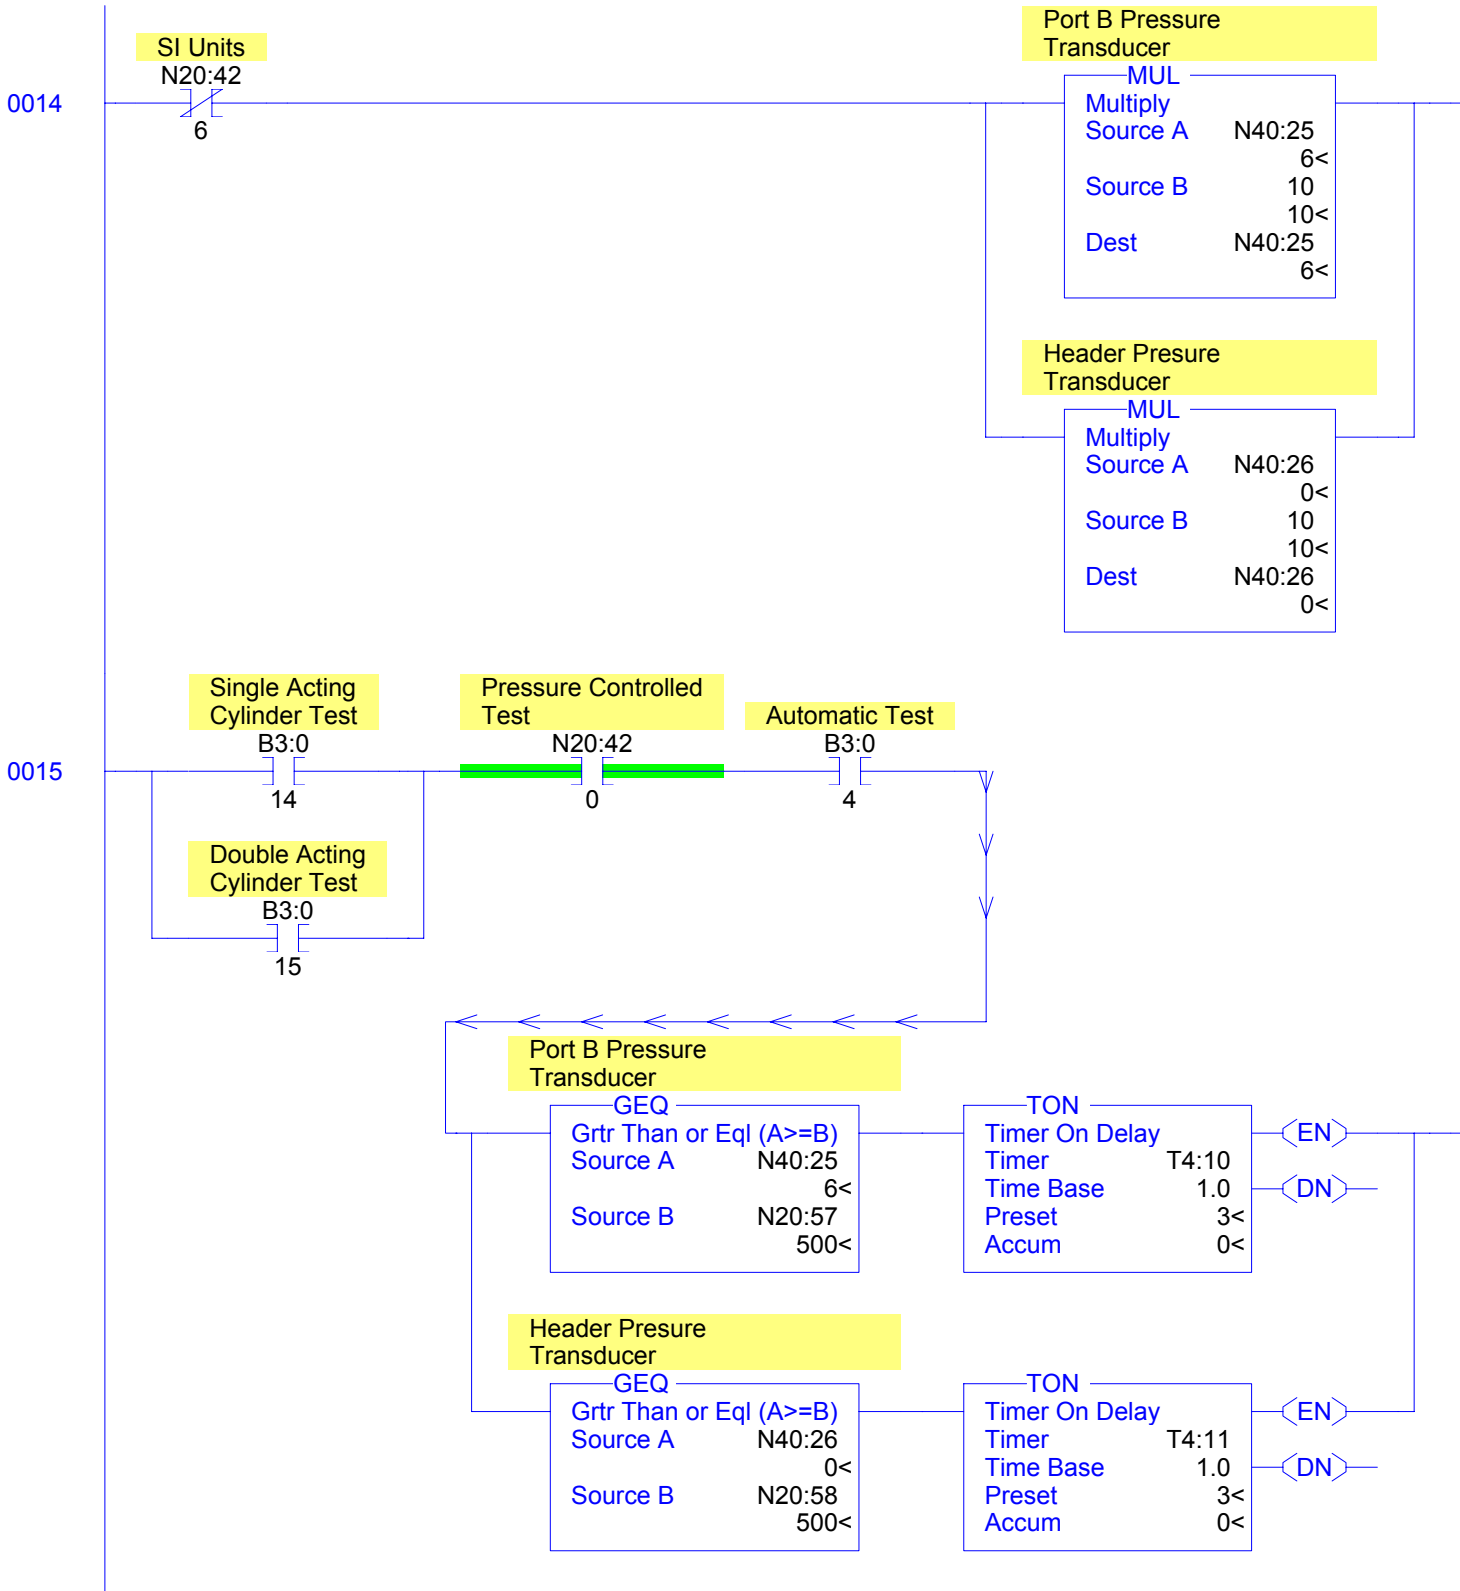 SI Units
N20:42
0014
6
Port B Pressure
Transducer
MUL
Multiply
Source A N40:25
6<
Source B 10
10<
Dest N40:25
6<
Header Presure
Transducer
MUL
Multiply
Source A N40:26
0<
Source B 10
10<
Dest N40:26
0<
Single Acting
Cylinder Test
B3:0
14
Pressure Controlled
Test
N20:42
0
Automatic Test
B3:0
4
0015
Double Acting
Cylinder Test
B3:0
15
Port B Pressure
Transducer
GEQ
Grtr Than or Eql (A>=B)
Source A N40:25
6<
Source B N20:57
500<
TON
Timer On Delay
Timer T4:10
Time Base 1.0
Preset 3<
Accum 0<
EN
DN
Header Presure
Transducer
GEQ
Grtr Than or Eql (A>=B)
Source A N40:26
0<
Source B N20:58
500<
TON
Timer On Delay
Timer T4:11
Time Base 1.0
Preset 3<
Accum 0<
EN
DN